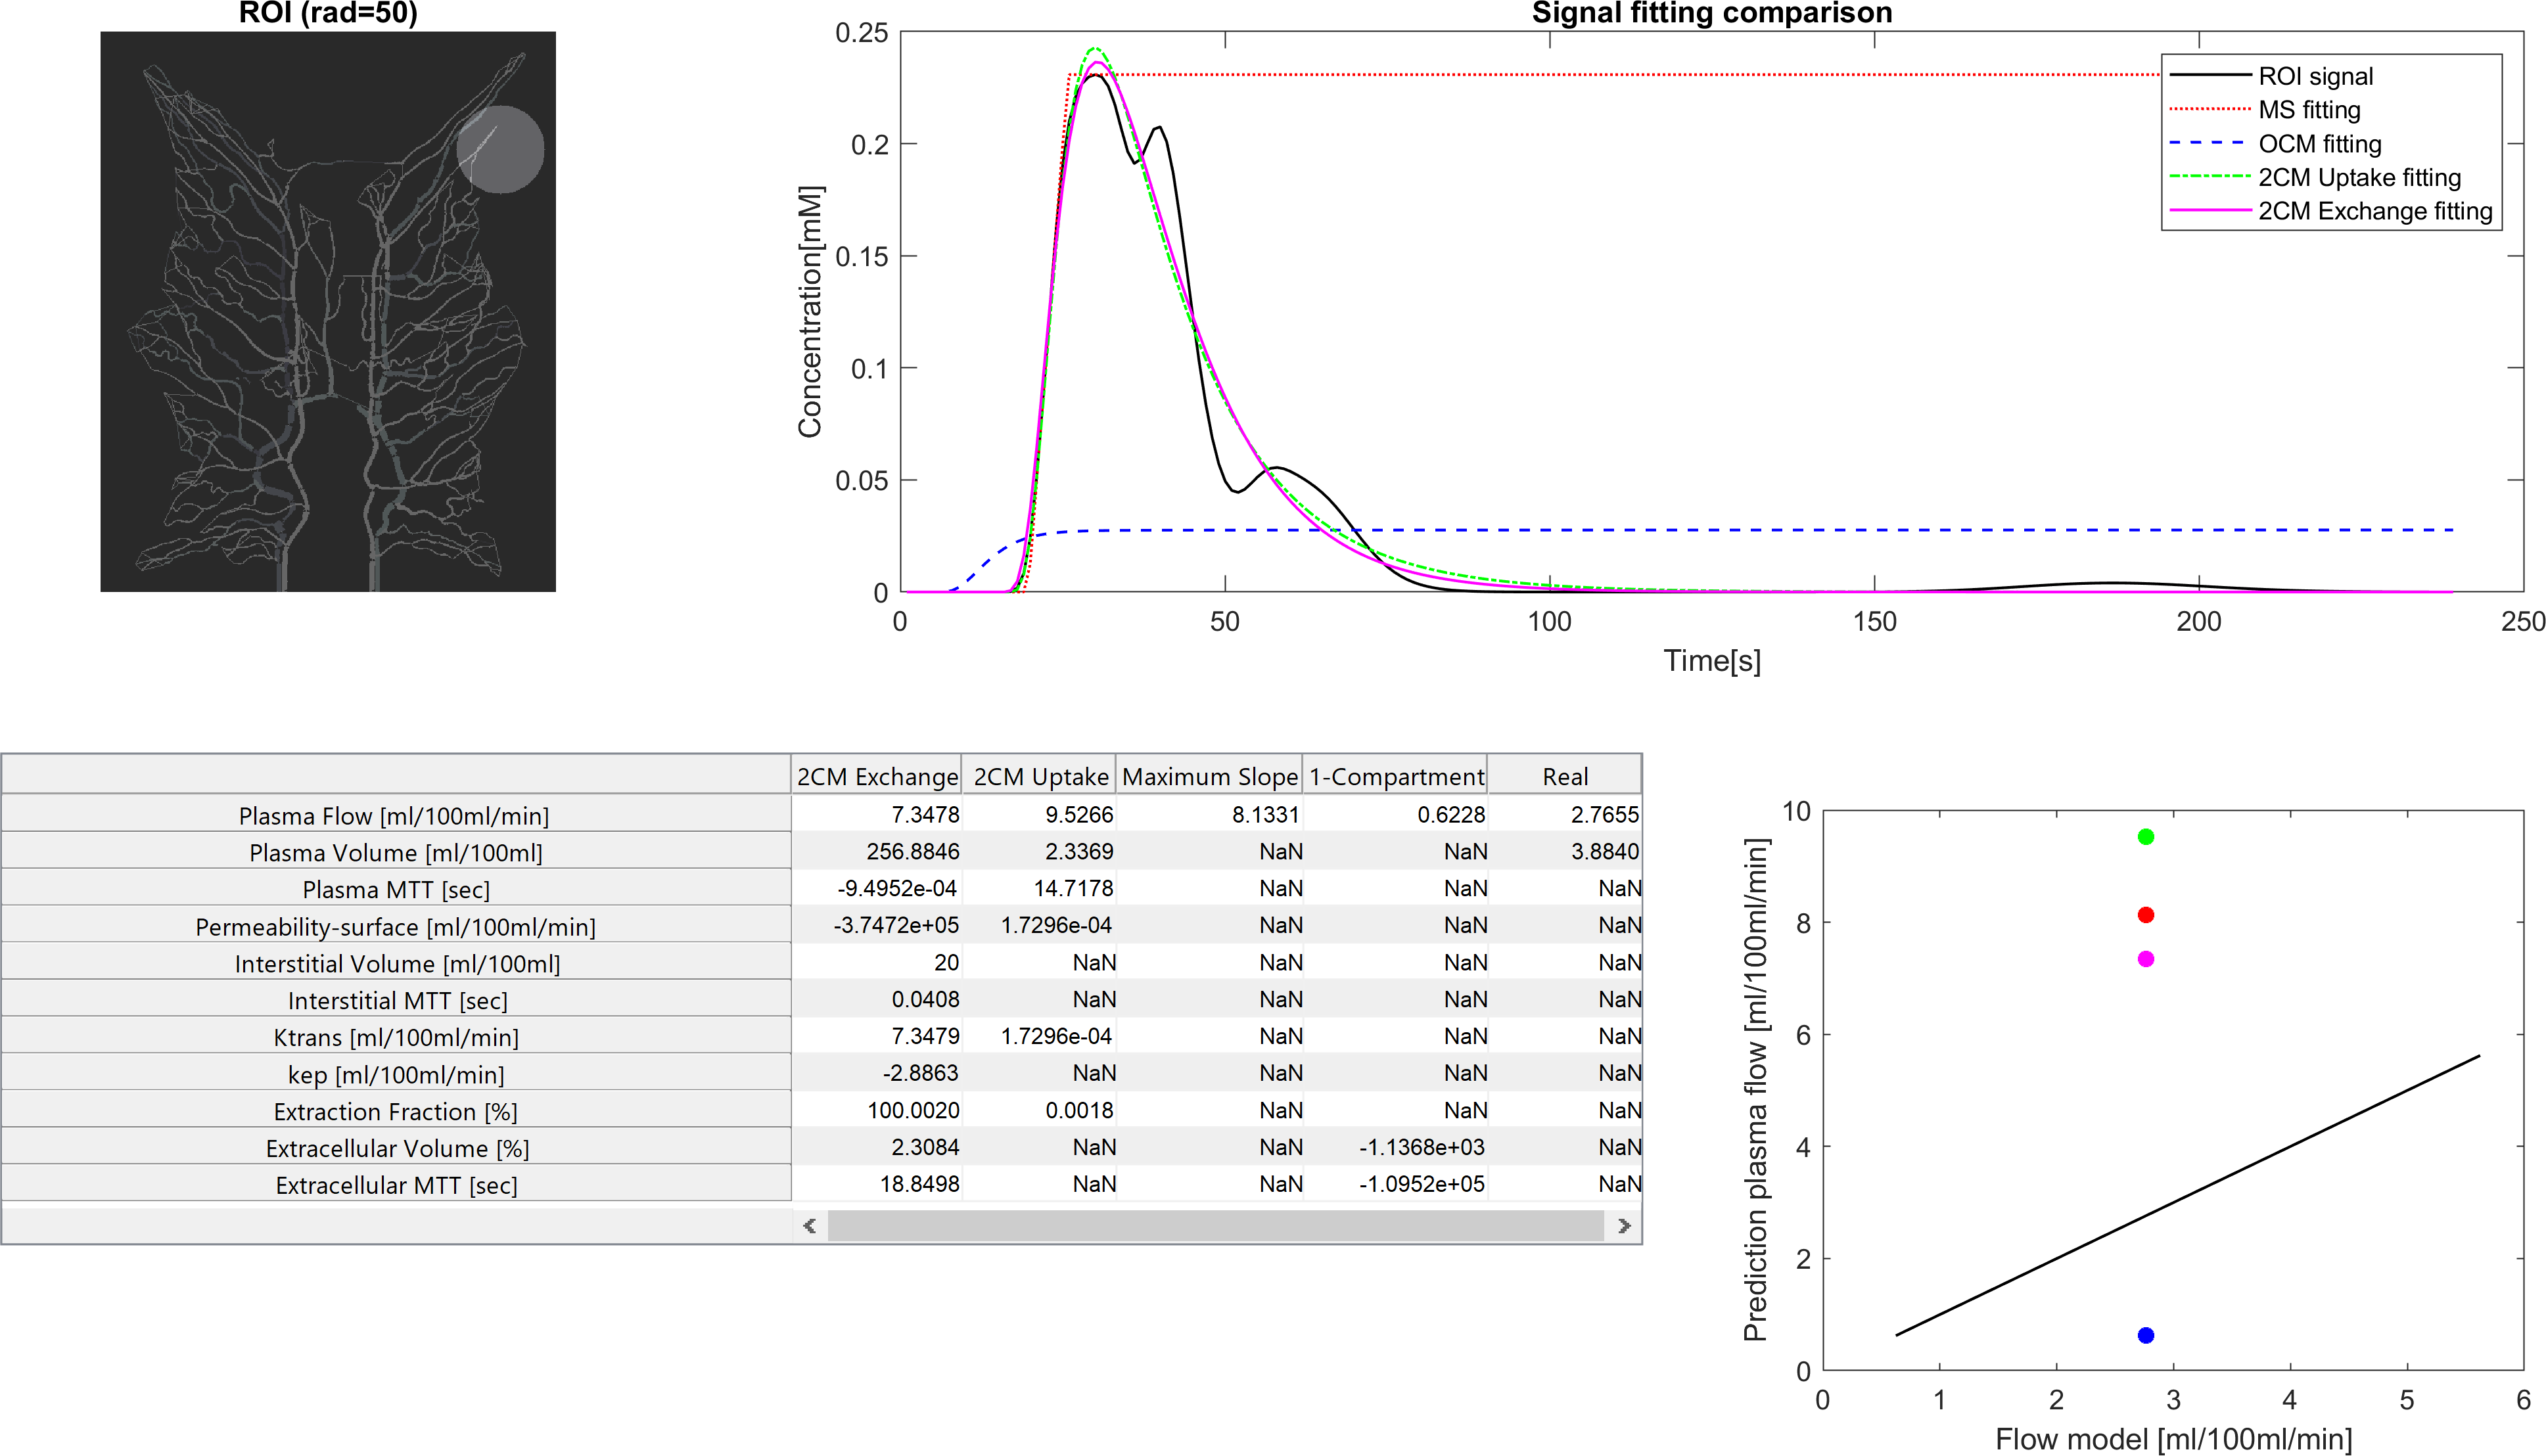 ROI (rad=50)
Signal fitting comparison
0.25
0.2
0.15
0.1
0.05
0
Concentration[mM]
0 50 100 150 200 250
Time[s]
ROI signal
MS fitting
OCM fitting
2CM Uptake fitting
2CM Exchange fitting
2CM Exchange 2CM Uptake Maximum Slope 1-Compartment Real
Plasma Flow [ml/100ml/min] 7.3478 9.5266 8.1331 0.6228 2.7655
Plasma Volume [ml/100ml] 256.8846 2.3369 NaN NaN 3.8840
Plasma MTT [sec] -9.4952e-04 14.7178 NaN NaN NaN
Permeability-surface [ml/100ml/min] -3.7472e+05 1.7296e-04 NaN NaN NaN
Interstitial Volume [ml/100ml] 20 NaN NaN NaN NaN
Interstitial MTT [sec] 0.0408 NaN NaN NaN NaN
Ktrans [ml/100ml/min] 7.3479 1.7296e-04 NaN NaN NaN
kep [ml/100ml/min] -2.8863 NaN NaN NaN NaN
Extraction Fraction [%] 100.0020 0.0018 NaN NaN NaN
Extracellular Volume [%] 2.3084 NaN NaN -1.1368e+03 NaN
Extracellular MTT [sec] 18.8498 NaN NaN -1.0952e+05 NaN
10
8
6
4
2
0
Prediction plasma flow [ml/100ml/min]
0 1 2 3 4 5 6
Flow model [ml/100ml/min]